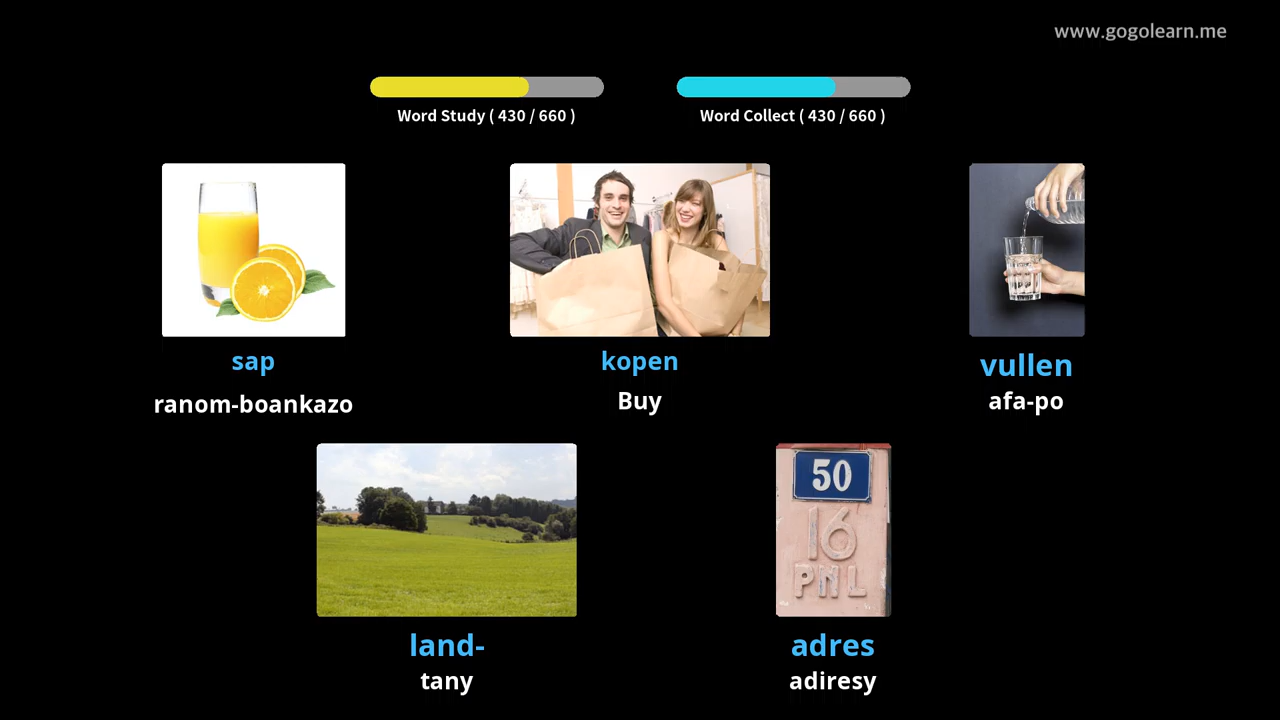 www.gogolearn.me
Word Study ( 430 / 660 )
Word Collect ( 430 / 660 )
sap
ranom-boankazo
kopen
Buy
vullen
afa-po
land-
tany
50
16
PNL
adres
adiresy